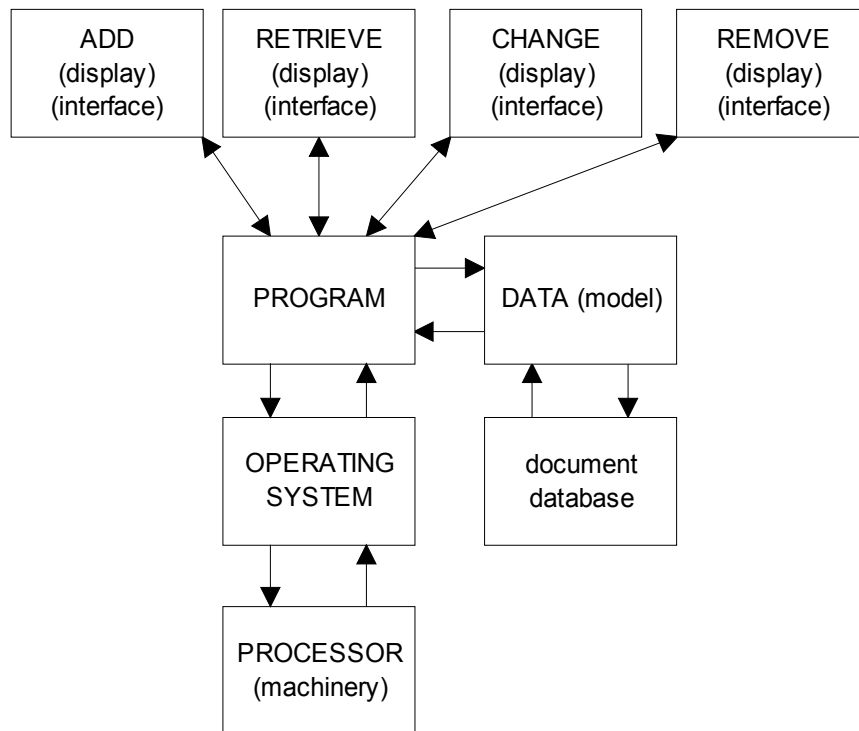 ADD
(display)
(interface)
RETRIEVE
(display)
(interface)
CHANGE
(display)
(interface)
REMOVE
(display)
(interface)
PROGRAM
DATA (model)
OPERATING
SYSTEM
document
database
PROCESSOR
(machinery)